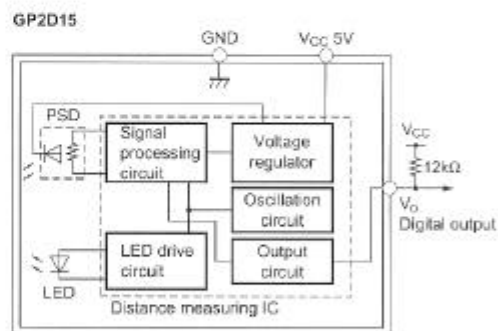 GP2D15
GND
VCC 5V
PSD
Signal
processing
circuit
Voltage
regulator
VCC
12kΩ
Oscillation
circuit
VO
Digital output
LED drive
circuit
Output
circuit
LED
Distance measuring IC